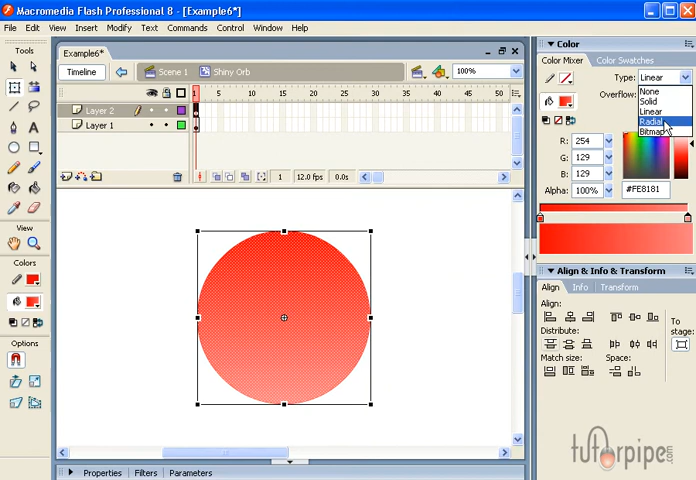 Macromedia Flash Professional 8 - [Example6*]
File Edit View Insert Modify Text Commands Control Window Help
Tools
View
Colors
Options
Example6*
Timeline
Scene 1
Shiny Orb
100%
1 5 10 15 20 25 30
Layer 2
Layer 1
1
12.0 fps
0.0s
Properties Filters Parameters
Color
Color Mixer Color Swatches
Type: Linear
None
Solid
Linear
Radial
Bitmap
Overflow:
R: 254
G: 129
B: 129
Alpha: 100%
#FE8181
Align & Info & Transform
Align Info Transform
Align:
Distribute:
Match size:
Space:
To stage:
tutorpipe.com